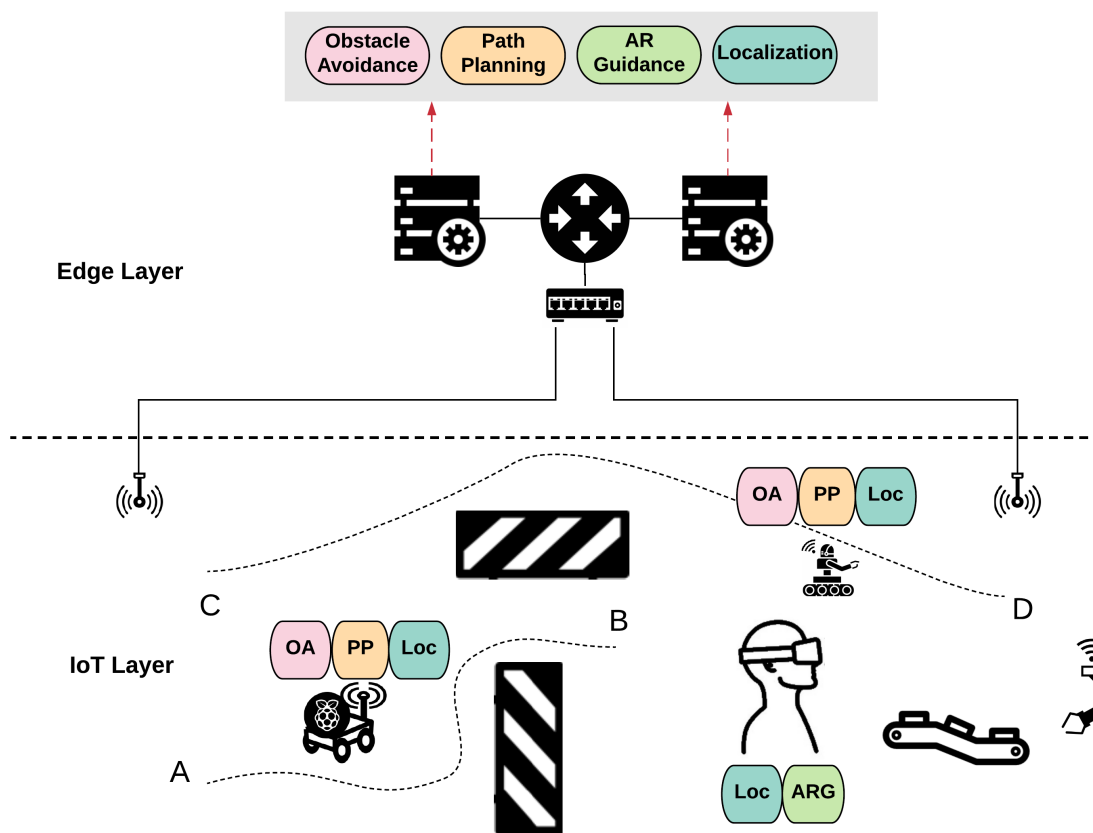 Obstacle
Avoidance
Path
Planning
AR
Guidance
Localization
Edge Layer
OA PP Loc
C
D
B
OA PP Loc
IoT Layer
A
Loc ARG